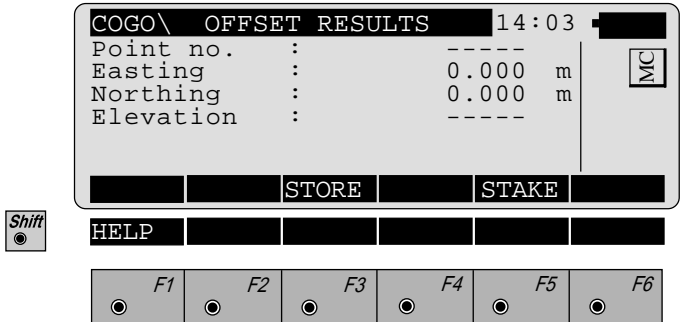 COGO\ OFFSET RESULTS 14:03
Point no. : -----
Easting : 0.000 m
Northing : 0.000 m
Elevation : -----
MC
STORE STAKE
Shift
HELP
F1 F2 F3 F4 F5 F6